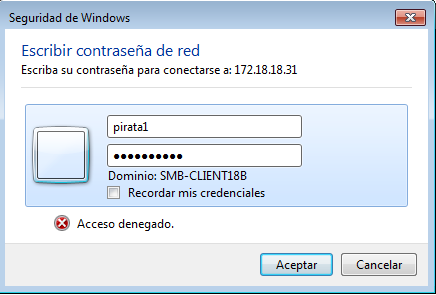 Seguridad de Windows
Escribir contraseña de red
Escriba su contraseña para conectarse a: 172.18.18.31
pirata1
●●●●●●●●●●
Dominio: SMB-CLIENT18B
Recordar mis credenciales
Acceso denegado.
Aceptar
Cancelar